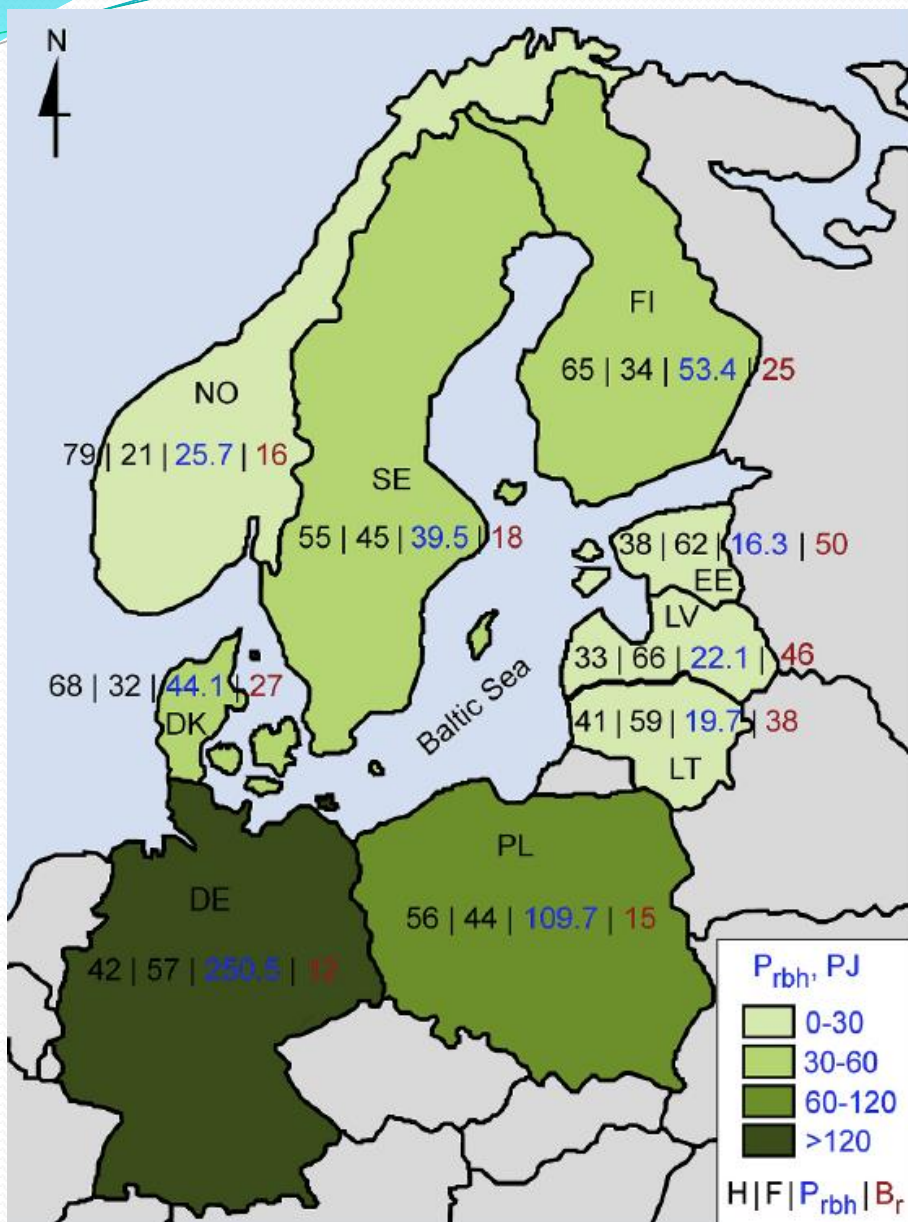 N
FI
65 | 34 | 53.4 | 25
NO
79 | 21 | 25.7 | 16
SE
55 | 45 | 39.5 | 18
38 | 62 | 16.3 | 50
EE
LV
33 | 66 | 22.1 | 46
68 | 32 | 44.1 | 27
DK
41 | 59 | 19.7 | 38
LT
Baltic Sea
PL
56 | 44 | 109.7 | 15
DE
42 | 57 | 250.5 | 12
Prbh, PJ
0-30
30-60
60-120
>120
H|F|Prbh|Br